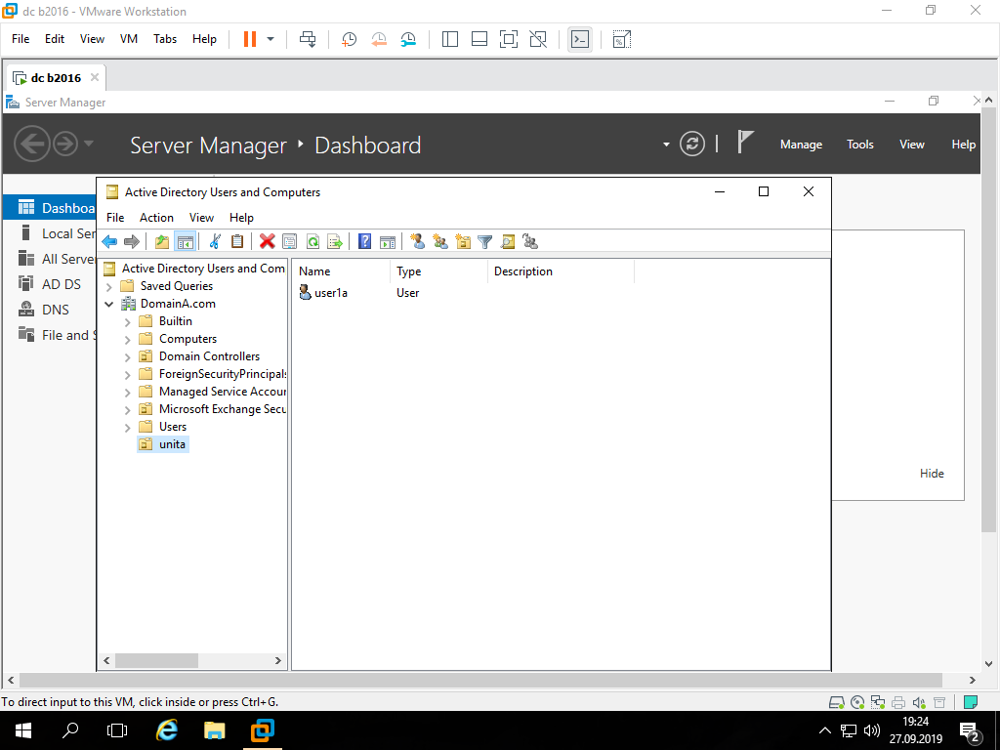 dc b2016 - VMware Workstation
File Edit View VM Tabs Help
dc b2016
Server Manager
Server Manager Dashboard
Manage Tools View Help
Active Directory Users and Computers
File Action View Help
Dashboa
Local Ser
All Server
AD DS
DNS
File and S
Active Directory Users and Com
Saved Queries
DomainA.com
Builtin
Computers
Domain Controllers
ForeignSecurityPrincipals
Managed Service Accour
Microsoft Exchange Secu
Users
unita
Name Type Description
user1a User
Hide
To direct input to this VM, click inside or press Ctrl+G.
19:24
27.09.2019
2